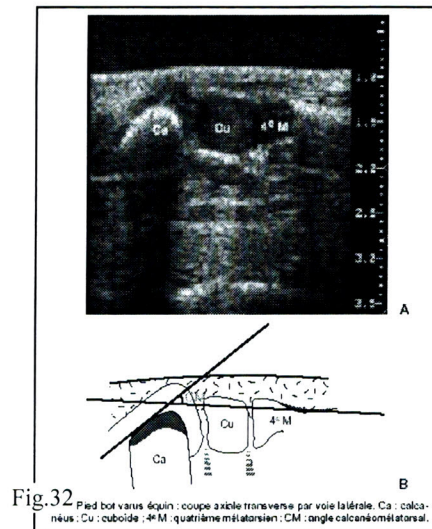 Ca
Cu
4e M
A
M
Cu
4e M
Ca
B
Fig.32 Pied bot varus équin : coupe axiale transverse par voie latérale. Ca : calca-
néus ; Cu : cuboïde ; 4e M : quatrième métatarsien ; CM : angle calcanéométatarsal.